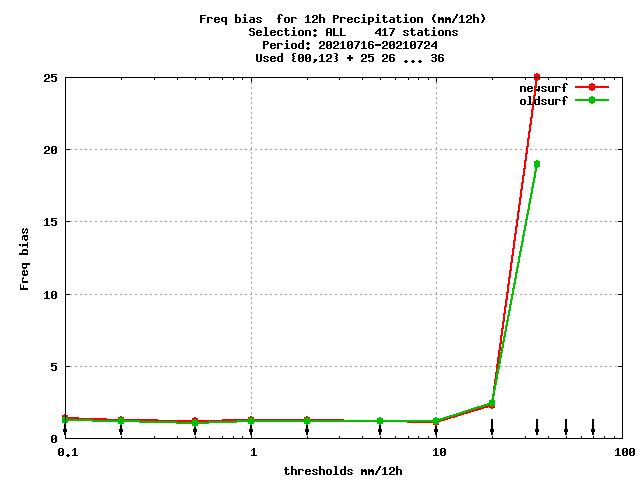 Freq bias  for 12h Precipitation (mm/12h)
Selection: ALL    417 stations
Period: 20210716-20210724
Used {00,12} + 25 26 ... 36
25
newsurf
oldsurf
20
15
Freq bias
10
5
0
0.1 1 10 100
thresholds mm/12h